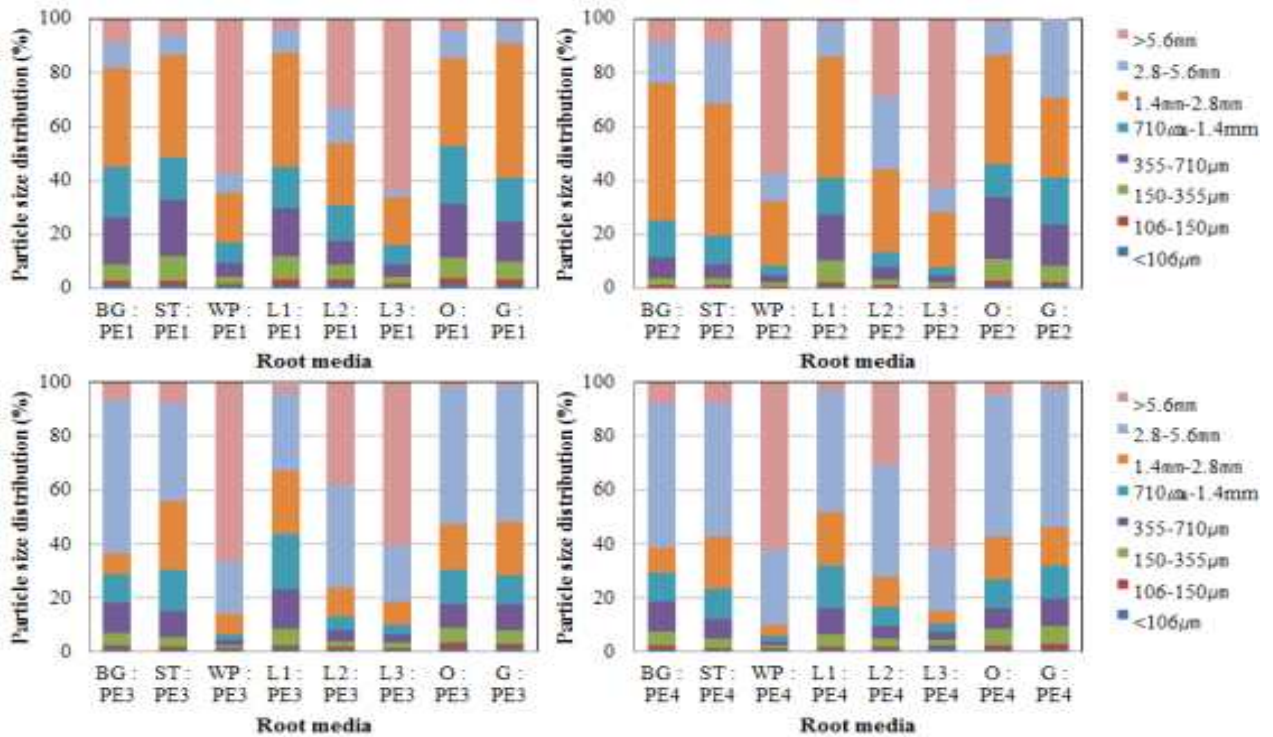 Particle size distribution (%)
100
80
60
40
20
0
BG : ST : WP : L1 : L2 : L3 : O : G :
PE1 PE1 PE1 PE1 PE1 PE1 PE1 PE1
Root media
Particle size distribution (%)
100
80
60
40
20
0
BG : ST : WP : L1 : L2 : L3 : O : G :
PE2 PE2 PE2 PE2 PE2 PE2 PE2 PE2
Root media
>5.6mm
2.8-5.6mm
1.4mm-2.8mm
710㎛-1.4mm
355-710μm
150-355μm
106-150μm
<106μm
Particle size distribution (%)
100
80
60
40
20
0
BG : ST : WP : L1 : L2 : L3 : O : G :
PE3 PE3 PE3 PE3 PE3 PE3 PE3 PE3
Root media
Particle size distribution (%)
100
80
60
40
20
0
BG : ST : WP : L1 : L2 : L3 : O : G :
PE4 PE4 PE4 PE4 PE4 PE4 PE4 PE4
Root media
>5.6mm
2.8-5.6mm
1.4mm-2.8mm
710㎛-1.4mm
355-710μm
150-355μm
106-150μm
<106μm